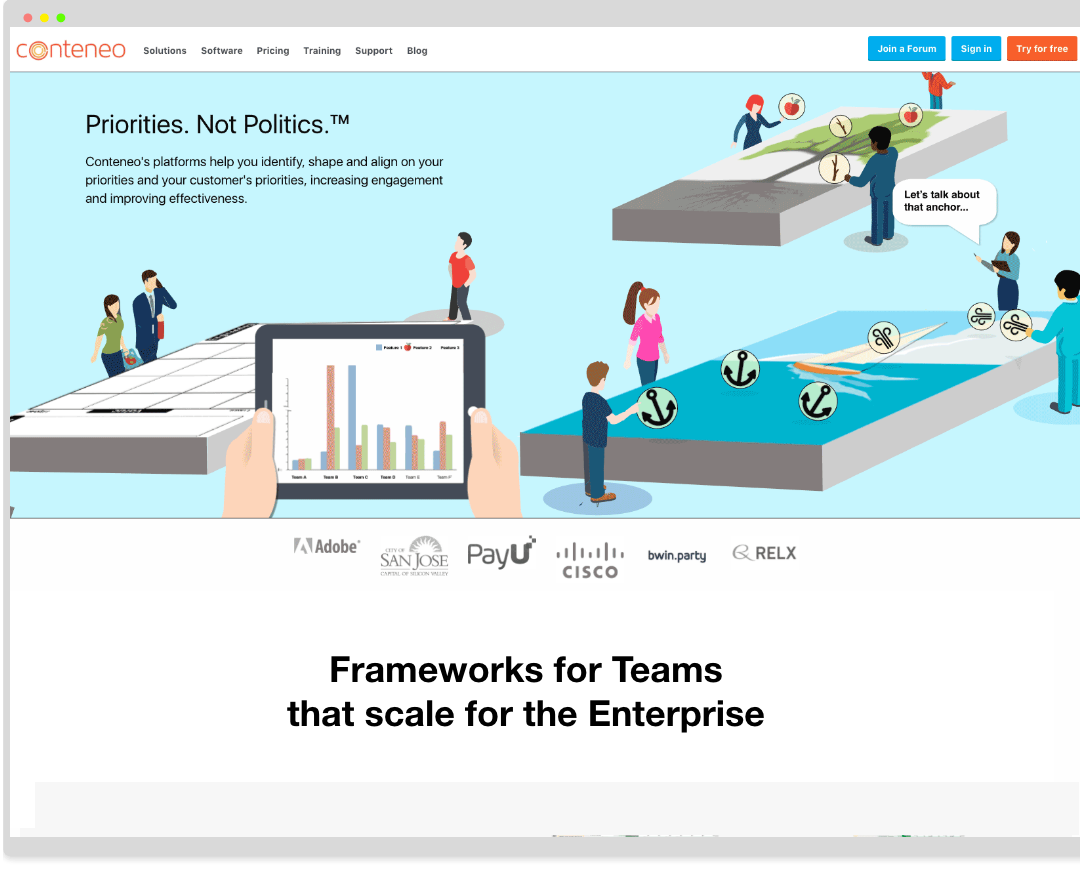 conteneo
Solutions Software Pricing Training Support Blog
Join a Forum Sign in Try for free
Priorities. Not Politics.™
Conteneo's platforms help you identify, shape and align on your
priorities and your customer's priorities, increasing engagement
and improving effectiveness.
Let's talk about
that anchor...
Feature 1 Feature 2 Feature 3
Team A Team B Team C Team D Team E Team F
Adobe
CITY OF
SAN JOSE
CAPITAL OF SILICON VALLEY
PayU
CISCO
bwin.party
RELX
Frameworks for Teams
that scale for the Enterprise